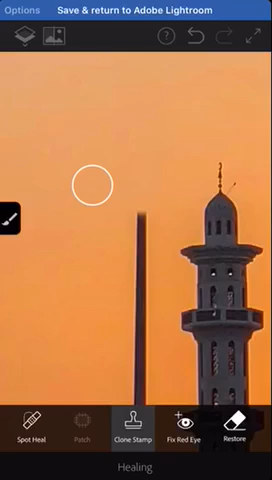 Options Save & return to Adobe Lightroom
Spot Heal Patch Clone Stamp Fix Red Eye Restore
Healing